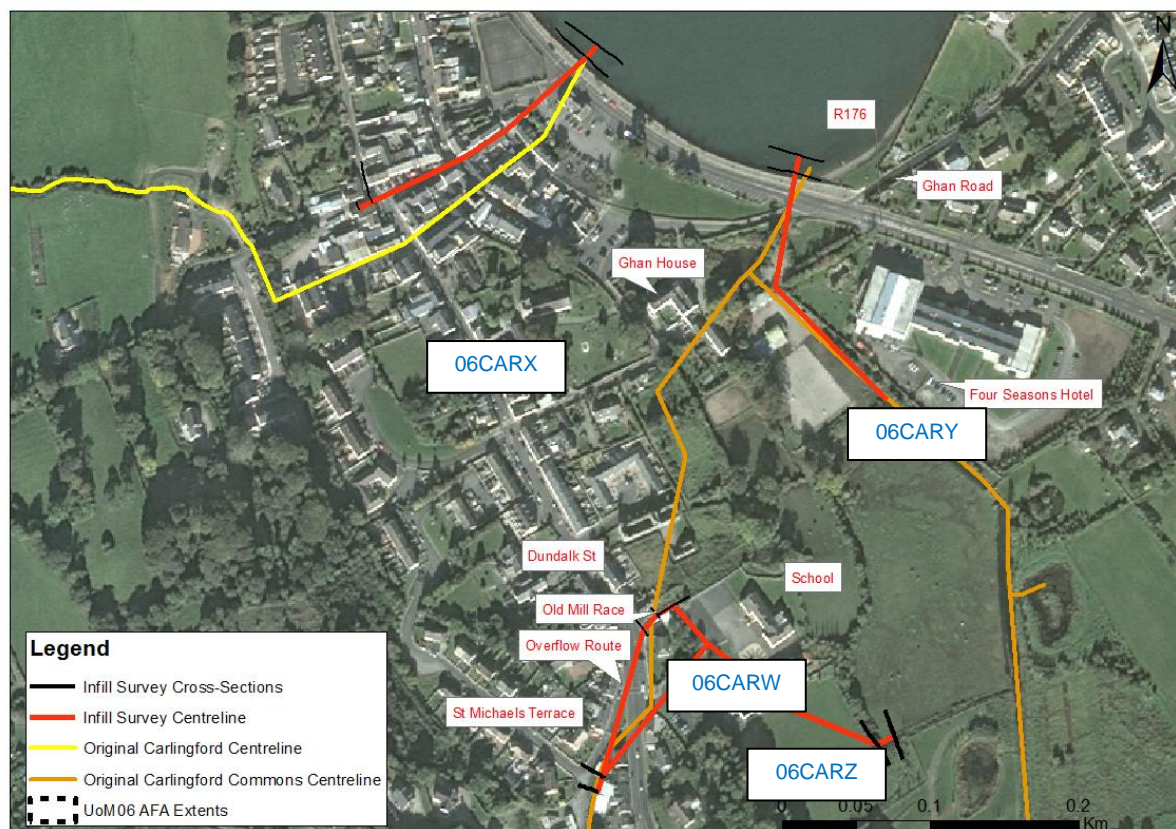 N
R176
Ghan Road
Ghan House
06CARX
Four Seasons Hotel
06CARY
Dundalk St
School
Old Mill Race
Overflow Route
06CARW
St Michaels Terrace
06CARZ
0 0.05 0.1 0.2
Km
Legend
Infill Survey Cross-Sections
Infill Survey Centreline
Original Carlingford Centreline
Original Carlingford Commons Centreline
UoM06 AFA Extents